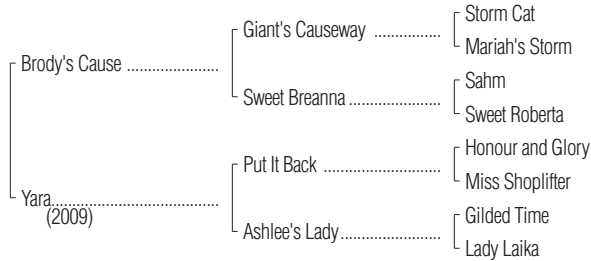 Storm Cat
Giant's Causeway ..................
Mariah's Storm
Brody's Cause .....................
Sahm
Sweet Breanna .....................
Sweet Roberta
Honour and Glory
Put It Back ...........................
Miss Shoplifter
Yara.......................................
(2009)
Gilded Time
Ashlee's Lady.......................
Lady Laika